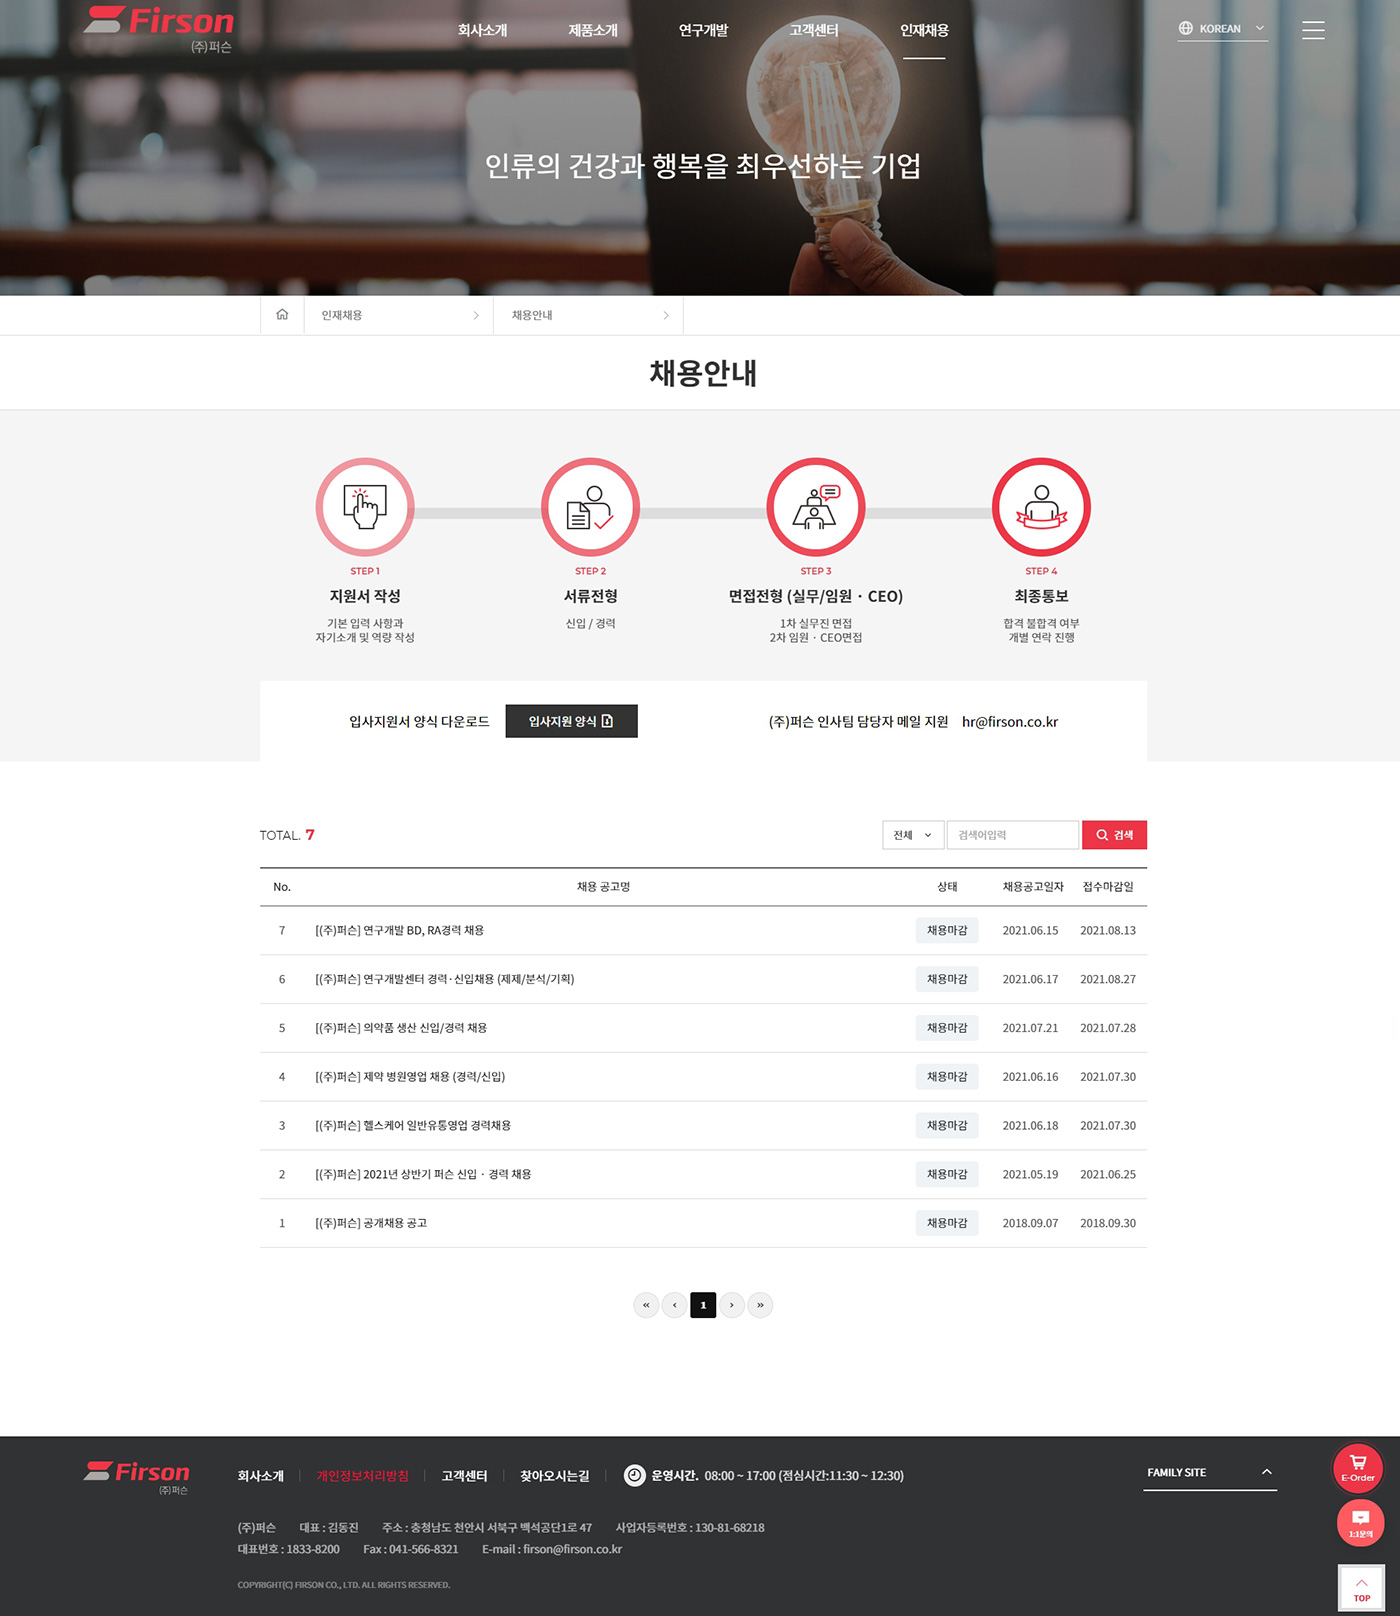 Firson
(주)퍼슨
회사소개 제품소개 연구개발 고객센터 인재채용
KOREAN
인류의 건강과 행복을 최우선하는 기업
인재채용
채용안내
채용안내
STEP 1
지원서 작성
기본 입력 사항과
자기소개 및 역량 작성
STEP 2
서류전형
신입 / 경력
STEP 3
면접전형 (실무/임원 · CEO)
1차 실무진 면접
2차 임원 · CEO면접
STEP 4
최종통보
합격 불합격 여부
개별 연락 진행
입사지원서 양식 다운로드 입사지원 양식
(주)퍼슨 인사팀 담당자 메일 지원 hr@firson.co.kr
TOTAL. 7
전체 검색어입력 검색
No. 채용 공고명 상태 채용공고일자 접수마감일
7 [(주)퍼슨] 연구개발 BD, RA경력 채용 채용마감 2021.06.15 2021.08.13
6 [(주)퍼슨] 연구개발센터 경력·신입채용 (제제/분석/기획) 채용마감 2021.06.17 2021.08.27
5 [(주)퍼슨] 의약품 생산 신입/경력 채용 채용마감 2021.07.21 2021.07.28
4 [(주)퍼슨] 제약 병원영업 채용 (경력/신입) 채용마감 2021.06.16 2021.07.30
3 [(주)퍼슨] 헬스케어 일반유통영업 경력채용 채용마감 2021.06.18 2021.07.30
2 [(주)퍼슨] 2021년 상반기 퍼슨 신입 · 경력 채용 채용마감 2021.05.19 2021.06.25
1 [(주)퍼슨] 공개채용 공고 채용마감 2018.09.07 2018.09.30
« ‹ 1 › »
Firson
(주)퍼슨
회사소개 개인정보처리방침 고객센터 찾아오시는길 운영시간. 08:00 ~ 17:00 (점심시간:11:30 ~ 12:30)
FAMILY SITE
(주)퍼슨 대표 : 김동진 주소 : 충청남도 천안시 서북구 백석공단1로 47 사업자등록번호 : 130-81-68218
대표번호 : 1833-8200 Fax : 041-566-8321 E-mail : firson@firson.co.kr
COPYRIGHT(C) FIRSON CO., LTD. ALL RIGHTS RESERVED.
E-Order
1:1문의
TOP